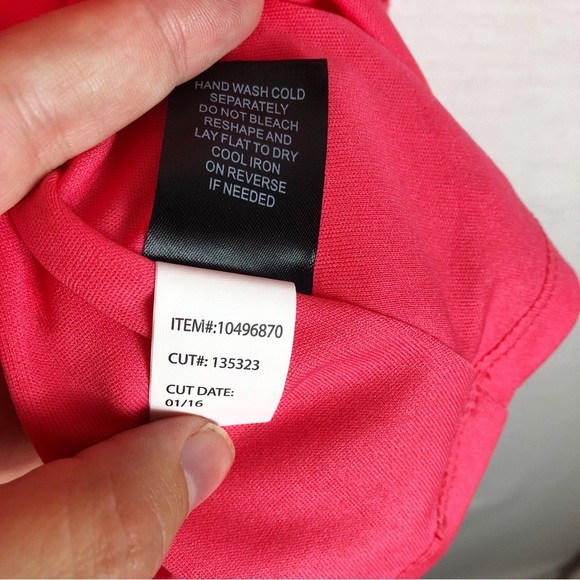 HAND WASH COLD
SEPARATELY
DO NOT BLEACH
RESHAPE AND
LAY FLAT TO DRY
COOL IRON
ON REVERSE
IF NEEDED
ITEM#:10496870
CUT#: 135323
CUT DATE:
01/16